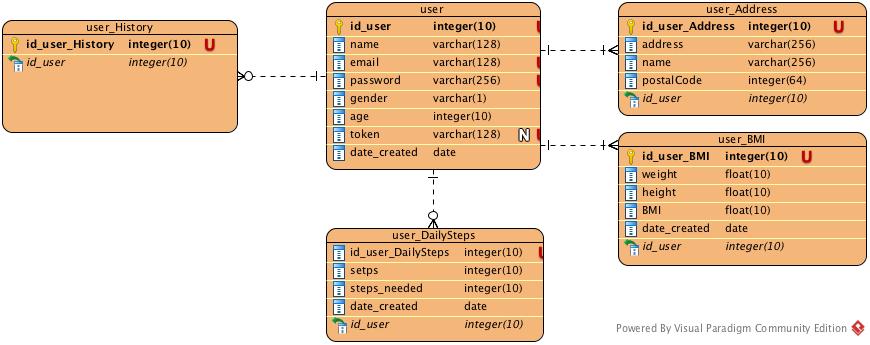 user_History
id_user_History integer(10) U
id_user integer(10)
user
id_user integer(10) U
name varchar(128)
email varchar(128) U
password varchar(256) U
gender varchar(1)
age integer(10)
token varchar(128) N U
date_created date
user_Address
id_user_Address integer(10) U
address varchar(256)
name varchar(256)
postalCode integer(64)
id_user integer(10)
user_BMI
id_user_BMI integer(10) U
weight float(10)
height float(10)
BMI float(10)
date_created date
id_user integer(10)
user_DailySteps
id_user_DailySteps integer(10) U
setps integer(10)
steps_needed integer(10)
date_created date
id_user integer(10)
Powered By Visual Paradigm Community Edition